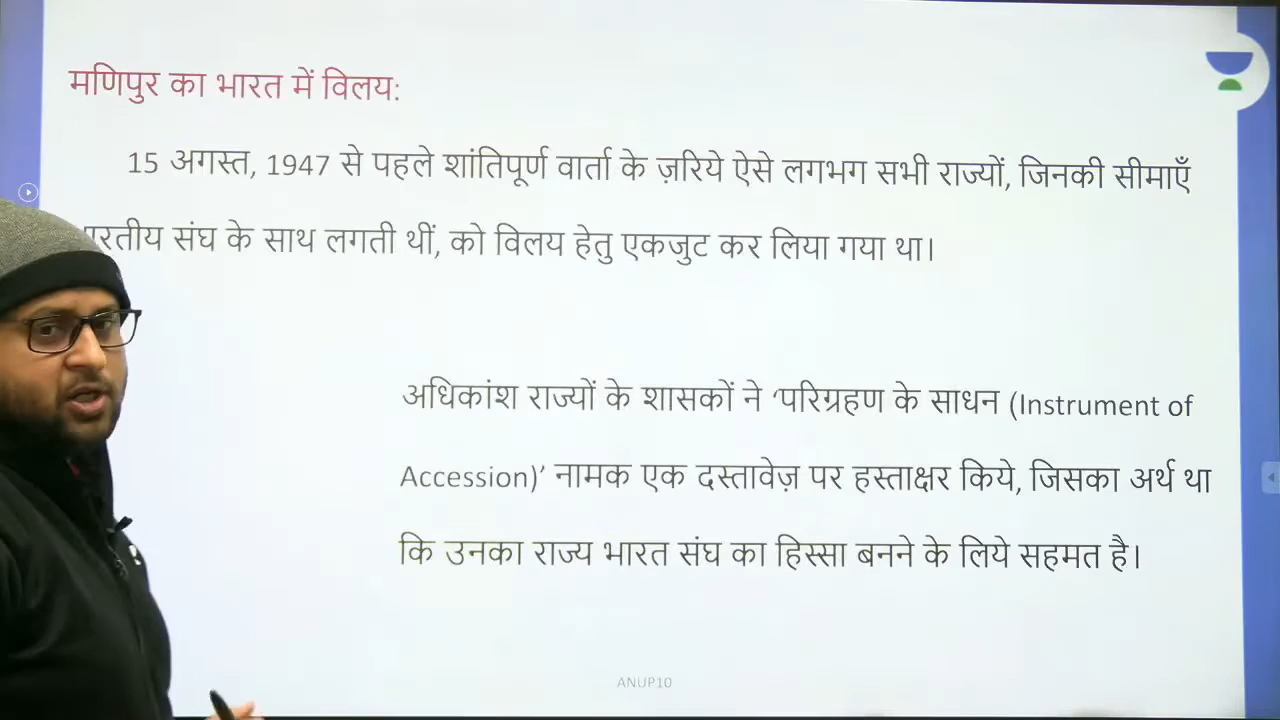 मणिपुर का भारत में विलय:
15 अगस्त, 1947 से पहले शांतिपूर्ण वार्ता के ज़रिये ऐसे लगभग सभी राज्यों, जिनकी सीमाएँ
संघ के साथ लगती थीं, को विलय हेतु एकजुट कर लिया गया था।
अधिकांश राज्यों के शासकों ने ‘परिग्रहण के साधन (Instrument of
Accession)’ नामक एक दस्तावेज़ पर हस्ताक्षर किये, जिसका अर्थ था
कि उनका राज्य भारत संघ का हिस्सा बनने के लिये सहमत है।
ANUP10